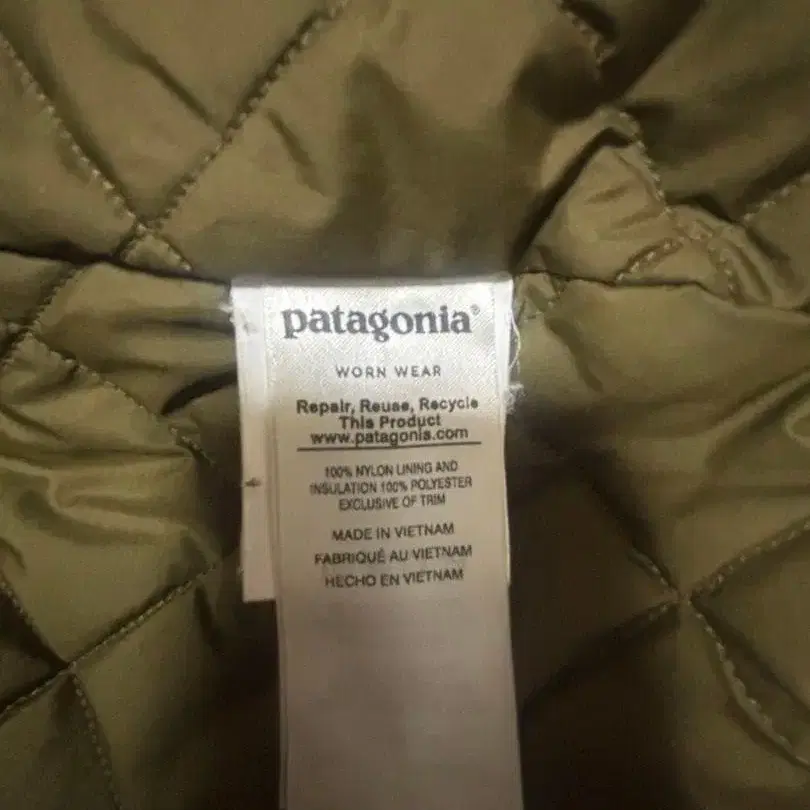 patagonia®
WORN WEAR
Repair, Reuse, Recycle
This Product
www.patagonia.com
100% NYLON LINING AND
INSULATION 100% POLYESTER
EXCLUSIVE OF TRIM
MADE IN VIETNAM
FABRIQUÉ AU VIETNAM
HECHO EN VIETNAM